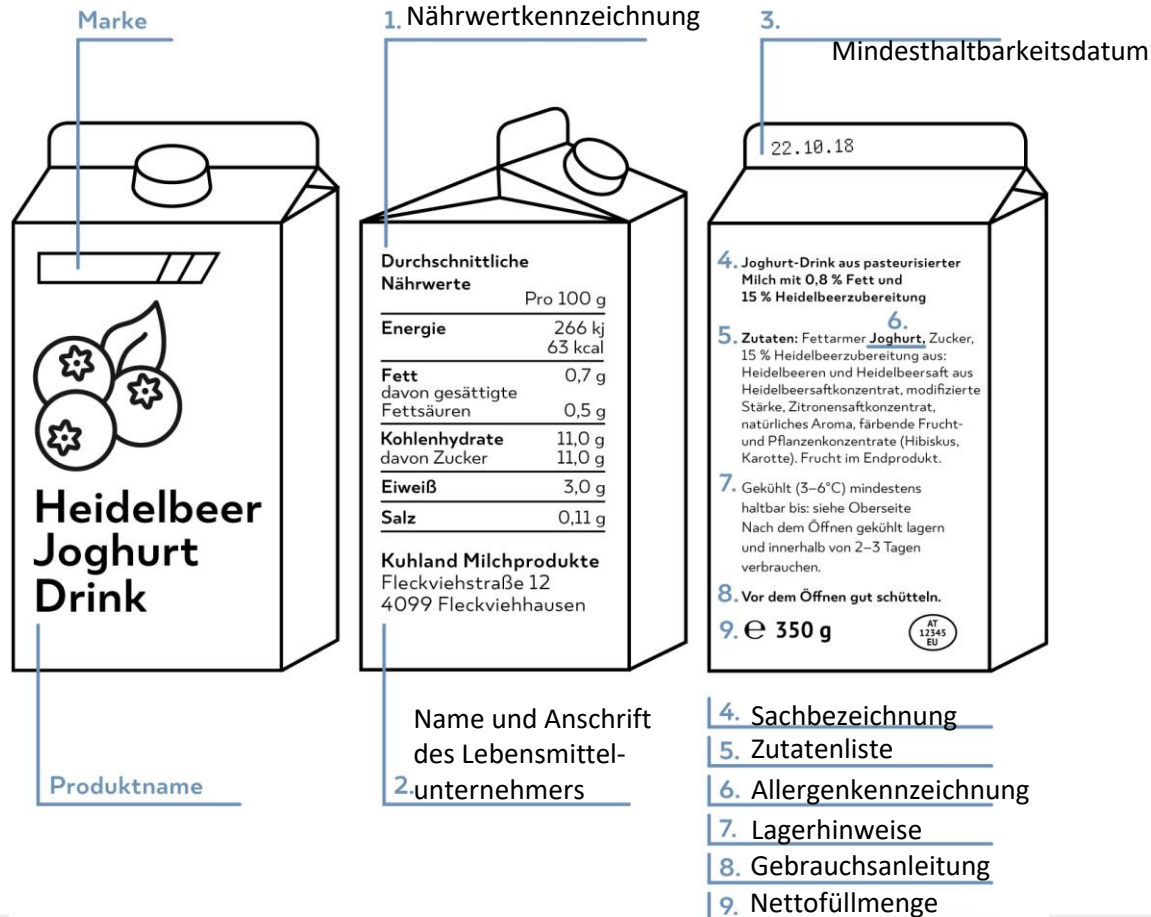 Marke
1. Nährwertkennzeichnung
3.
Mindesthaltbarkeitsdatum
Heidelbeer
Joghurt
Drink
Produktname
Durchschnittliche
Nährwerte
Pro 100 g
Energie 266 kj
63 kcal
Fett 0,7 g
davon gesättigte
Fettsäuren 0,5 g
Kohlenhydrate 11,0 g
davon Zucker 11,0 g
Eiweiß 3,0 g
Salz 0,11 g
Kuhland Milchprodukte
Fleckviehstraße 12
4099 Fleckviehhausen
Name und Anschrift
des Lebensmittel-
2. unternehmers
22.10.18
4. Joghurt-Drink aus pasteurisierter
Milch mit 0,8 % Fett und
15 % Heidelbeerzubereitung
6.
5. Zutaten: Fettarmer Joghurt, Zucker,
15 % Heidelbeerzubereitung aus:
Heidelbeeren und Heidelbeersaft aus
Heidelbeersaftkonzentrat, modifizierte
Stärke, Zitronensaftkonzentrat,
natürliches Aroma, färbende Frucht-
und Pflanzenkonzentrate (Hibiskus,
Karotte). Frucht im Endprodukt.
7. Gekühlt (3–6°C) mindestens
haltbar bis: siehe Oberseite
Nach dem Öffnen gekühlt lagern
und innerhalb von 2–3 Tagen
verbrauchen.
8. Vor dem Öffnen gut schütteln.
9. ℮ 350 g
AT
12345
EU
4. Sachbezeichnung
5. Zutatenliste
6. Allergenkennzeichnung
7. Lagerhinweise
8. Gebrauchsanleitung
9. Nettofüllmenge